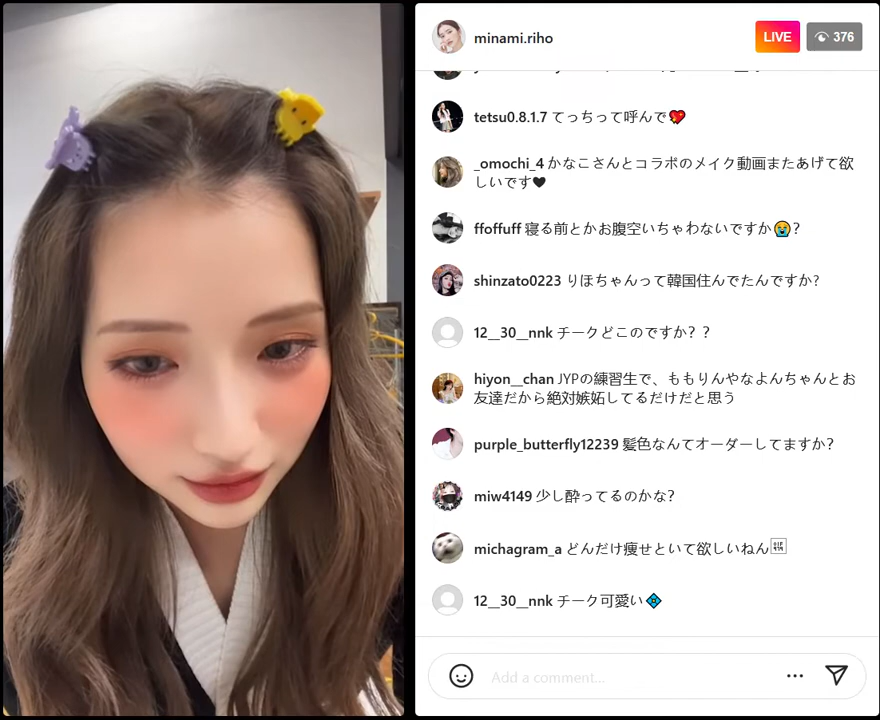 minami.riho
LIVE
376
tetsu0.8.1.7 てっちって呼んで💖
_omochi_4 かなこさんとコラボのメイク動画またあげて欲
しいです♥
ffoffuff 寝る前とかお腹空いちゃわないですか😭?
shinzato0223 りほちゃんって韓国住んでたんですか?
12__30__nnk チークどこのですか？？
hiyon__chan JYPの練習生で、ももりんやなよんちゃんとお
友達だから絶対嫉妬してるだけだと思う
purple_butterfly12239 髪色なんてオーダーしてますか?
miw4149 少し酔ってるのかな?
michagram_a どんだけ痩せといて欲しいねん
12__30__nnk チーク可愛い💠
Add a comment...